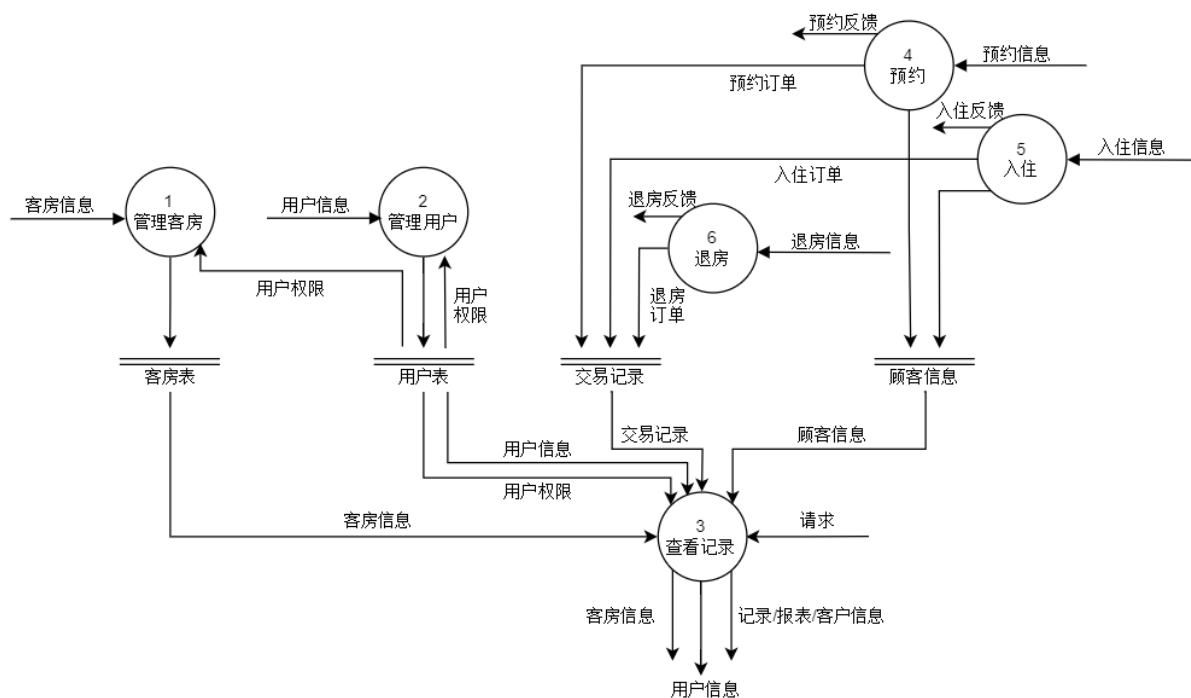 预约反馈
4
预约
预约信息
预约订单
入住反馈
5
入住
入住信息
入住订单
1
管理客房
客房信息
2
管理用户
用户信息
退房反馈
6
退房
退房信息
用户权限
用户
权限
退房
订单
客房表
用户表
交易记录
顾客信息
用户信息
交易记录
顾客信息
用户权限
客房信息
3
查看记录
请求
客房信息
记录/报表/客户信息
用户信息